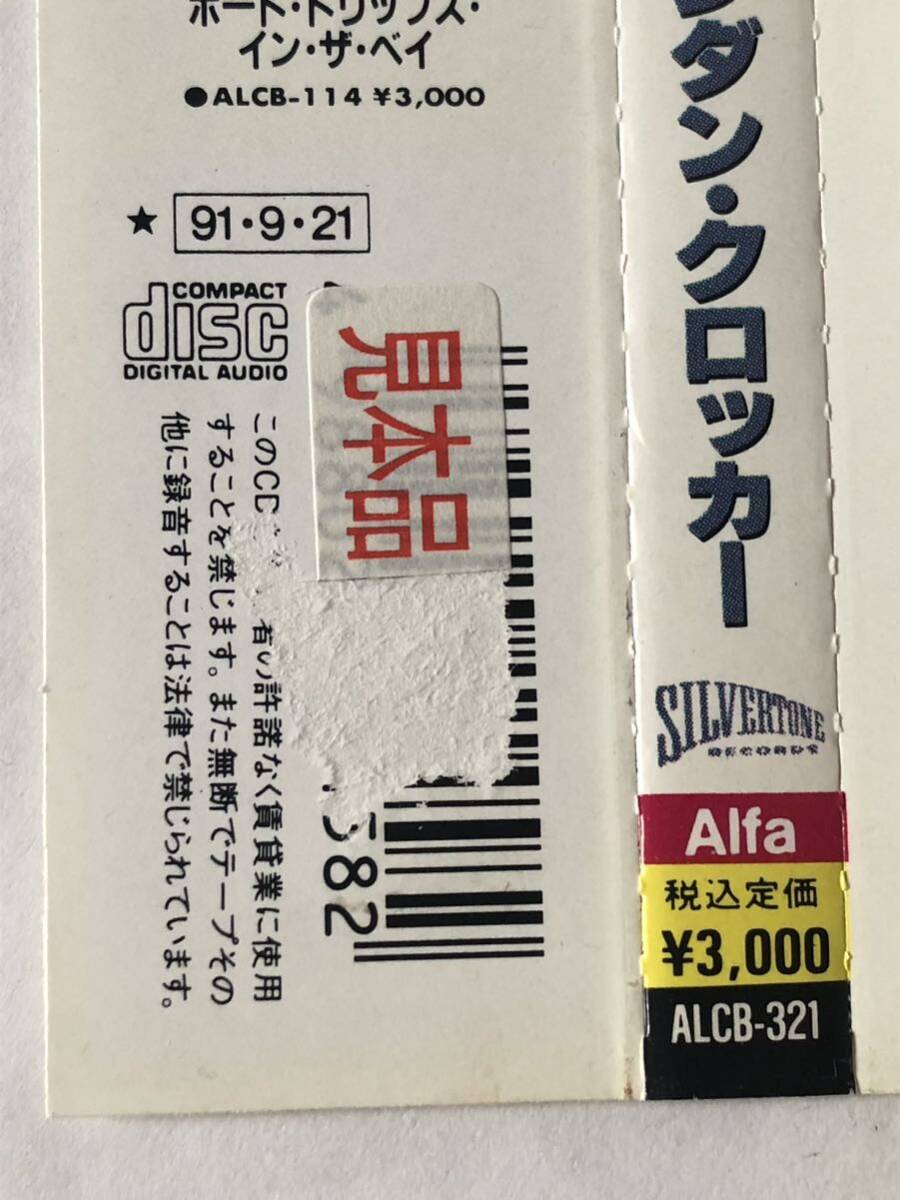 ボート・トリップス・
イン・ザ・ベイ
●ALCB-114 ¥3,000
★ 91・9・21
COMPACT
disc
DIGITAL AUDIO
見本品
このCD
者の許諾なく賃貸業に使用
することを禁じます。また無断でテープその
他に録音することは法律で禁じられています。
582
ダン・クロッカー
SILVERTONE
RECORDS
Alfa
税込定価
¥3,000
ALCB-321